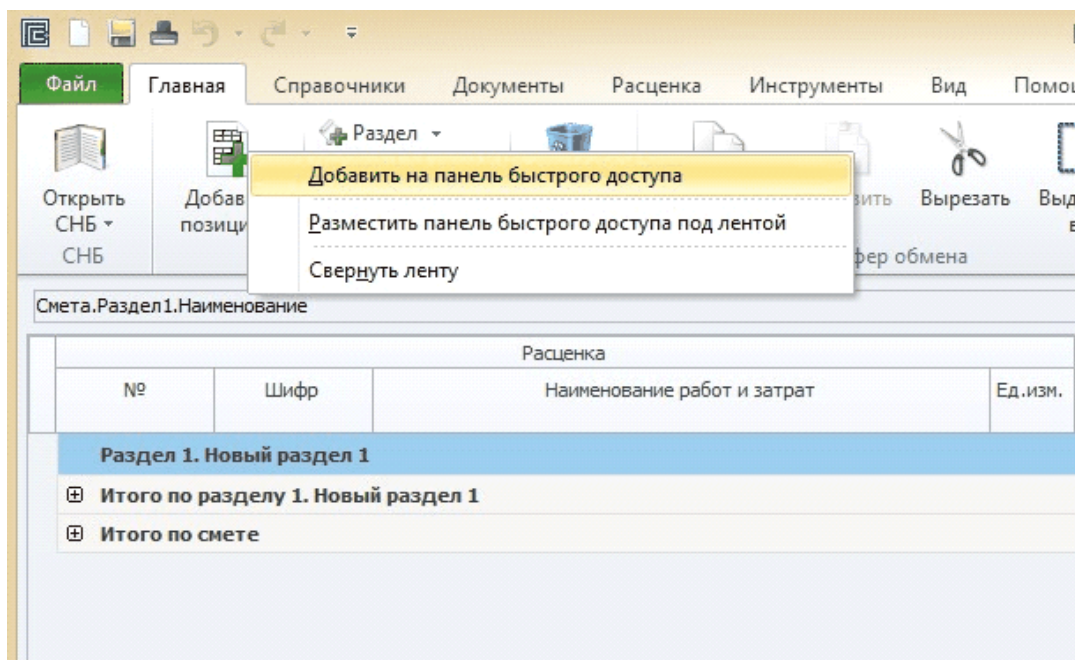 Файл Главная Справочники Документы Расценка Инструменты Вид
Раздел
Добавить на панель быстрого доступа
Открыть Вырезать
СНБ Разместить панель быстрого доступа под лентой
СНБ обмена
Свернуть ленту
Смета.Раздел1.Наименование
Расценка
№ Шифр Наименование работ и затрат Ед.изм.
Раздел 1. Новый раздел 1
Итого по разделу 1. Новый раздел 1
Итого по смете